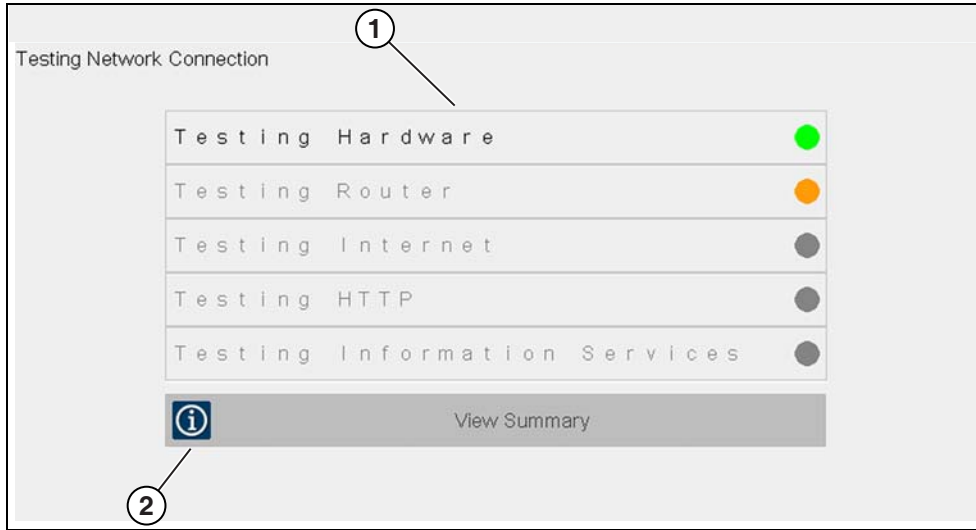 1
Testing Network Connection
Testing Hardware
Testing Router
Testing Internet
Testing HTTP
Testing Information Services
View Summary
2